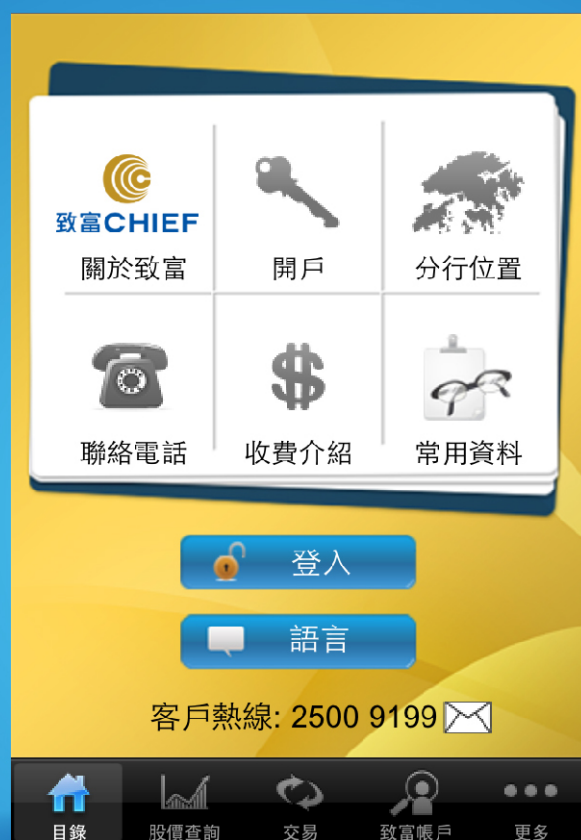 致富CHIEF
關於致富
開戶
分行位置
聯絡電話
收費介紹
常用資料
登入
語言
客戶熱線: 2500 9199
目錄
股價查詢
交易
致富帳戶
更多